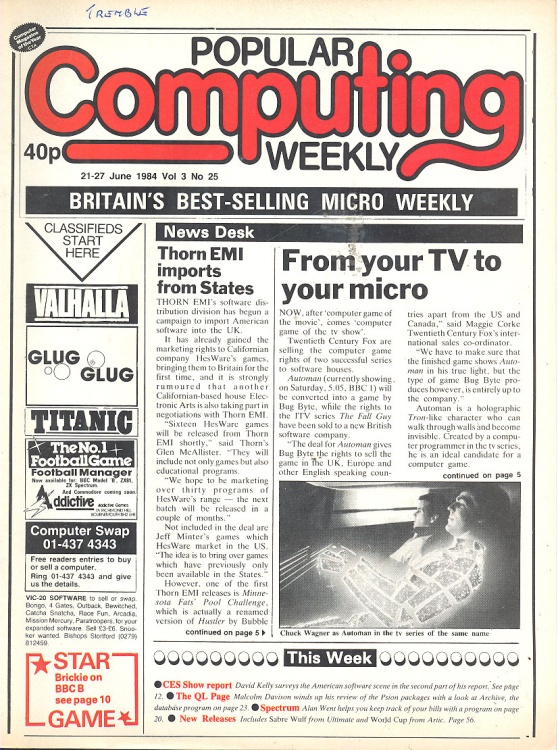 TREMBLE
Computer
Magazine
of the Year
C.T.A.
POPULAR
Computing
WEEKLY
40p
21-27 June 1984 Vol 3 No 25
BRITAIN'S BEST-SELLING MICRO WEEKLY
CLASSIFIEDS
START
HERE
VALHALLA
GLUG
GLUG
TITANIC
The No.1
Football Game
Football Manager
Now available for: BBC Model 'B', ZX81,
ZX Spectrum.
And Commodore coming soon.
Addictive
Addictive Games
Computer Swap
01-437 4343
Free readers entries to buy
or sell a computer.
Ring 01-437 4343 and give
us the details.
VIC-20 SOFTWARE to sell or swap.
Bongo, 4 Gates, Outback, Bewitched,
Catcha Snatcha, Race Fun, Arcadia,
Mission Mercury, Paratroopers, for your
expanded software. Sell £3-£6. Snoo-
ker wanted. Bishops Stortford (0279)
812459.
STAR
Brickie on
BBC B
see page 10
GAME
News Desk
Thorn EMI
imports
from States
THORN EMI's software dis-
tribution division has begun a
campaign to import American
software into the UK.
It has already gained the
marketing rights to Californian
company HesWare's games,
bringing them to Britain for the
first time, and it is strongly
rumoured that another
Californian-based house Elec-
tronic Arts is also taking part in
negotiations with Thorn EMI.
"Sixteen HesWare games
will be released from Thorn
EMI shortly," said Thorn's
Glen McAllister. "They will
include not only games but also
educational programs.
"We hope to be marketing
over thirty programs of
HesWare's range — the next
batch will be released in a
couple of months."
Not included in the deal are
Jeff Minter's games which
HesWare market in the US.
"The idea is to bring over games
which have previously only
been available in the States."
However, one of the first
Thorn EMI releases is Minne-
sota Fats' Pool Challenge,
which is actually a renamed
version of Hustler by Bubble
continued on page 5
From your TV to
your micro
NOW, after 'computer game of
the movie', comes 'computer
game of the tv show'.
Twentieth Century Fox are
selling the computer game
rights of two successful series
to software houses.
Automan (currently showing,
on Saturday, 5.05, BBC 1) will
be converted into a game by
Bug Byte, while the rights to
the ITV series The Fall Guy
have been sold to a new British
software company.
"The deal for Automan gives
Bug Byte the rights to sell the
game in the UK, Europe and
other English speaking coun-
tries apart from the US and
Canada," said Maggie Corke
Twentieth Century Fox's inter-
national sales co-ordinator.
"We have to make sure that
the finished game shows Auto-
man in his true light, but the
type of game Bug Byte pro-
duces however, is entirely up to
the company."
Automan is a holographic
Tron-like character who can
walk through walls and become
invisible. Created by a compu-
ter programmer in the tv series,
he is an ideal candidate for a
computer game.
continued on page 5
Chuck Wagner as Automan in the tv series of the same name
This Week
CES Show report David Kelly surveys the American software scene in the second part of his report. See page
12. The QL Page Malcolm Davison winds up his review of the Psion packages with a look at Archive, the
database program on page 23. Spectrum Alan Went helps you keep track of your bills with a program on page
20. New Releases Includes Sabre Wulf from Ultimate and World Cup from Artic. Page 56.